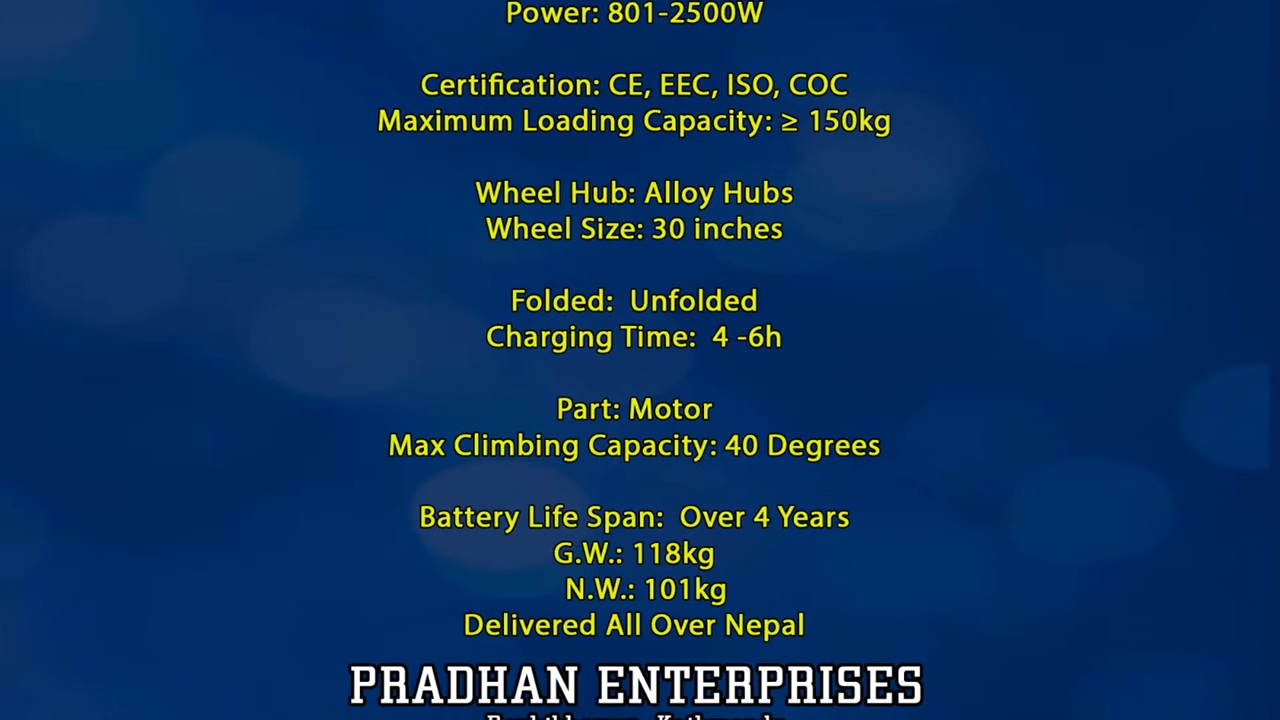 Power: 801-2500W
Certification: CE, EEC, ISO, COC
Maximum Loading Capacity: ≥ 150kg
Wheel Hub: Alloy Hubs
Wheel Size: 30 inches
Folded:  Unfolded
Charging Time:  4 -6h
Part: Motor
Max Climbing Capacity: 40 Degrees
Battery Life Span:  Over 4 Years
G.W.: 118kg
N.W.: 101kg
Delivered All Over Nepal
PRADHAN ENTERPRISES